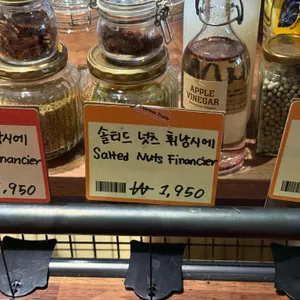 APPLE
VINEGAR
솔티드 넛츠 휘낭시에
Salted Nuts Financier
₩ 1,950
낭시에
nancier
,950